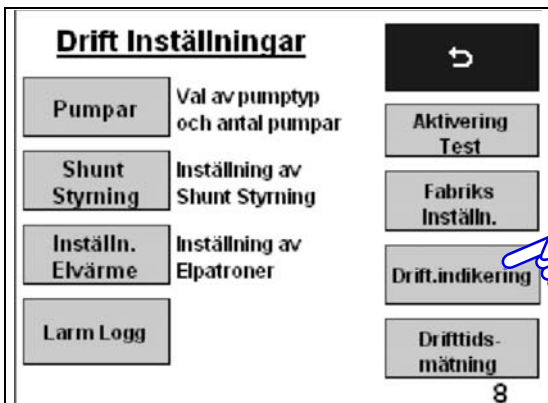 Drift Inställningar
Pumpar
Val av pumptyp
och antal pumpar
Shunt
Styrning
Inställning av
Shunt Styrning
Inställn.
Elvärme
Inställning av
Elpatroner
Larm Logg
Aktivering
Test
Fabriks
Inställn.
Drift.indikering
Drifttids-
mätning
8